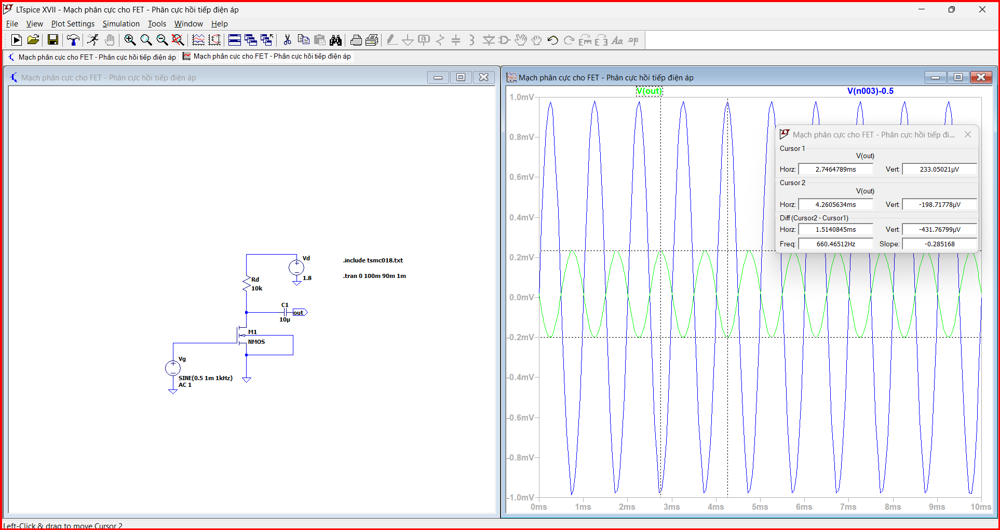 LTspice XVII - Mạch phân cực cho FET - Phân cực hồi tiếp điện áp
File View Plot Settings Simulation Tools Window Help
Mạch phân cực cho FET - Phân cực hồi tiếp điện áp
Mạch phân cực cho FET - Phân cực hồi tiếp điện áp
Mạch phân cực cho FET - Phân cực hồi tiếp điện áp
Vd
1.8
.include tsmc018.txt
.tran 0 100m 90m 1m
Rd
10k
C1
10µ
out
M1
NMOS
Vg
SINE(0.5 1m 1kHz)
AC 1
Mạch phân cực cho FET - Phân cực hồi tiếp điện áp
V(out)
V(n003)-0.5
1.0mV
0.8mV
0.6mV
0.4mV
0.2mV
0.0mV
-0.2mV
-0.4mV
-0.6mV
-0.8mV
-1.0mV
0ms 1ms 2ms 3ms 4ms 5ms 6ms 7ms 8ms 9ms 10ms
Mạch phân cực cho FET - Phân cực hồi tiếp đi...
Cursor 1
V(out)
Horz: 2.7464789ms Vert: 233.05021µV
Cursor 2
V(out)
Horz: 4.2605634ms Vert: -198.71778µV
Diff (Cursor2 - Cursor1)
Horz: 1.5140845ms Vert: -431.76799µV
Freq: 660.46512Hz Slope: -0.285168
Left-Click & drag to move Cursor 2